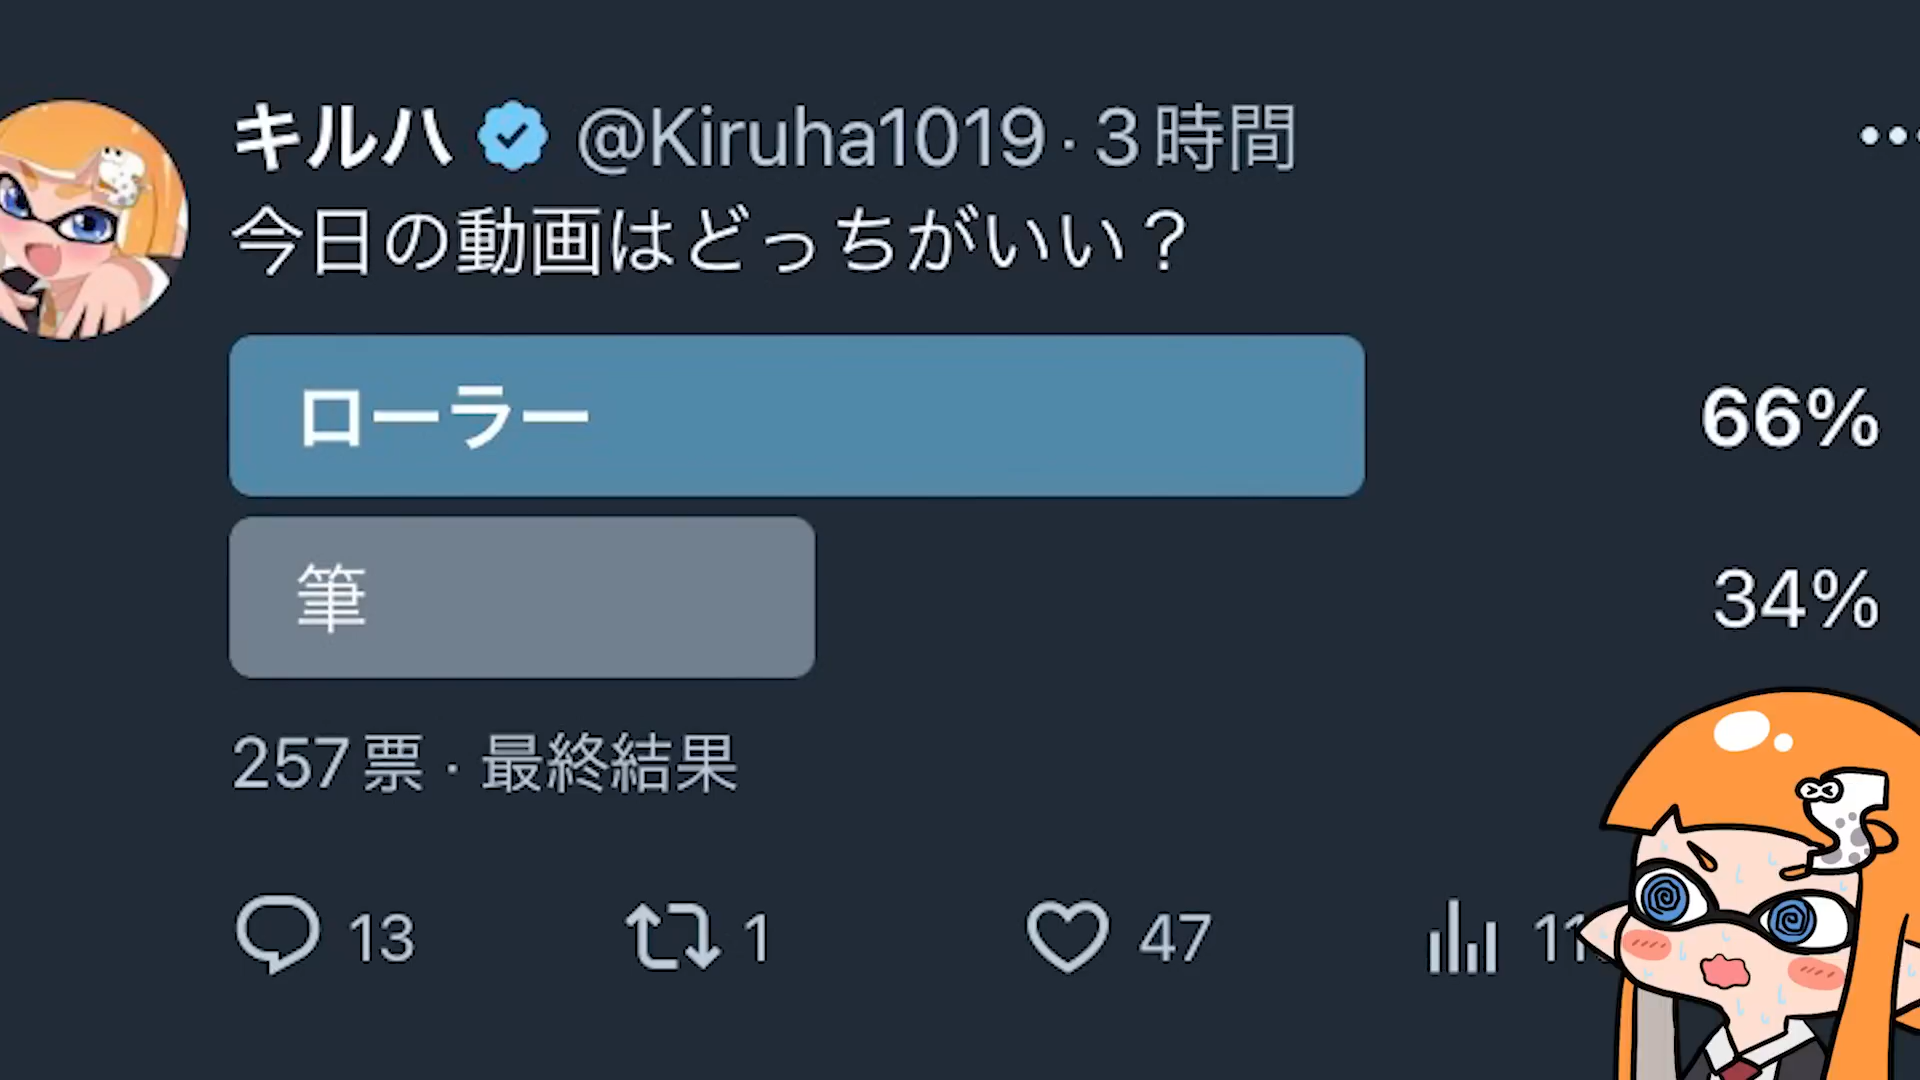 キルハ @Kiruha1019 · 3時間
今日の動画はどっちがいい？
ローラー 66%
筆 34%
257票 · 最終結果
13 1 47